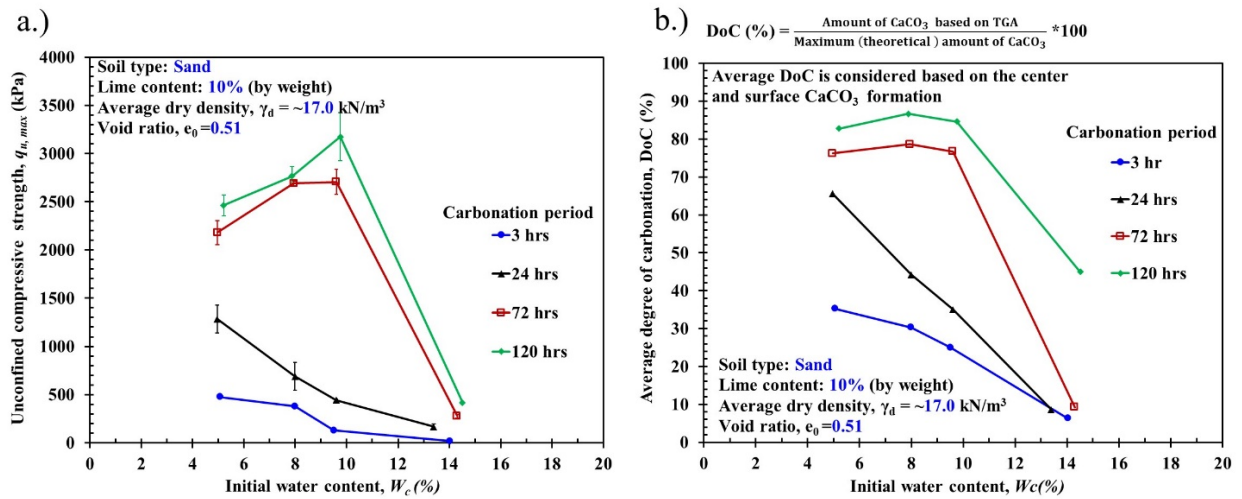 a.)
Soil type: Sand
Lime content: 10% (by weight)
Average dry density, γd = ~17.0 kN/m³
Void ratio, e0 =0.51
Unconfined compressive strength, qu, max (kPa)
4000
3500
3000
2500
2000
1500
1000
500
0
Carbonation period
3 hrs
24 hrs
72 hrs
120 hrs
0 2 4 6 8 10 12 14 16 18 20
Initial water content, Wc (%)
b.)
DoC (%) = Amount of CaCO3 based on TGA / Maximum (theoretical ) amount of CaCO3 *100
Average DoC is considered based on the center
and surface CaCO3 formation
Average degree of carbonation, DoC (%)
100
90
80
70
60
50
40
30
20
10
0
Carbonation period
3 hr
24 hrs
72 hrs
120 hrs
Soil type: Sand
Lime content: 10% (by weight)
Average dry density, γd = ~17.0 kN/m³
Void ratio, e0 =0.51
0 2 4 6 8 10 12 14 16 18 20
Initial water content, Wc(%)